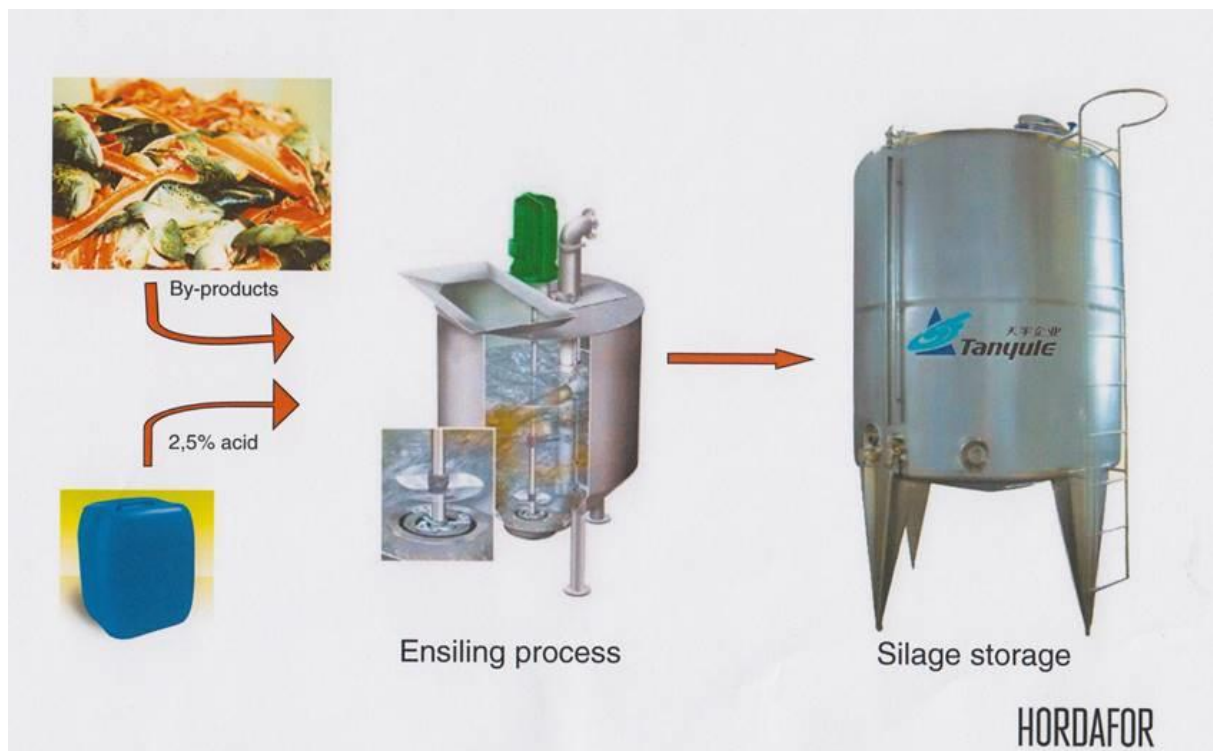 By-products
2,5% acid
天宇企业
Tanyule
Ensiling process
Silage storage
HORDAFOR